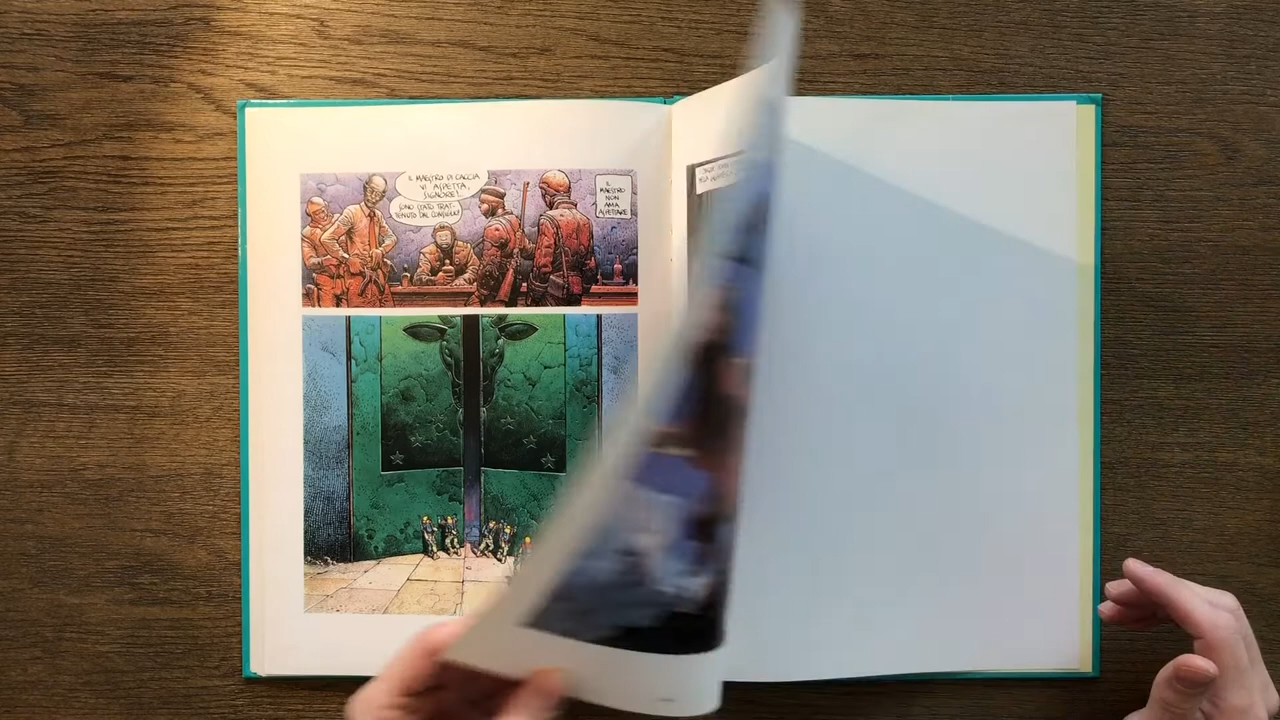 IL MAESTRO DI CACCIA
VI ASPETTA,
SIGNORE!..
SONO STATO TRAT-
TENUTO DAL CONSIGLIO
IL
MAESTRO
NON
AMA
ASPETTARE